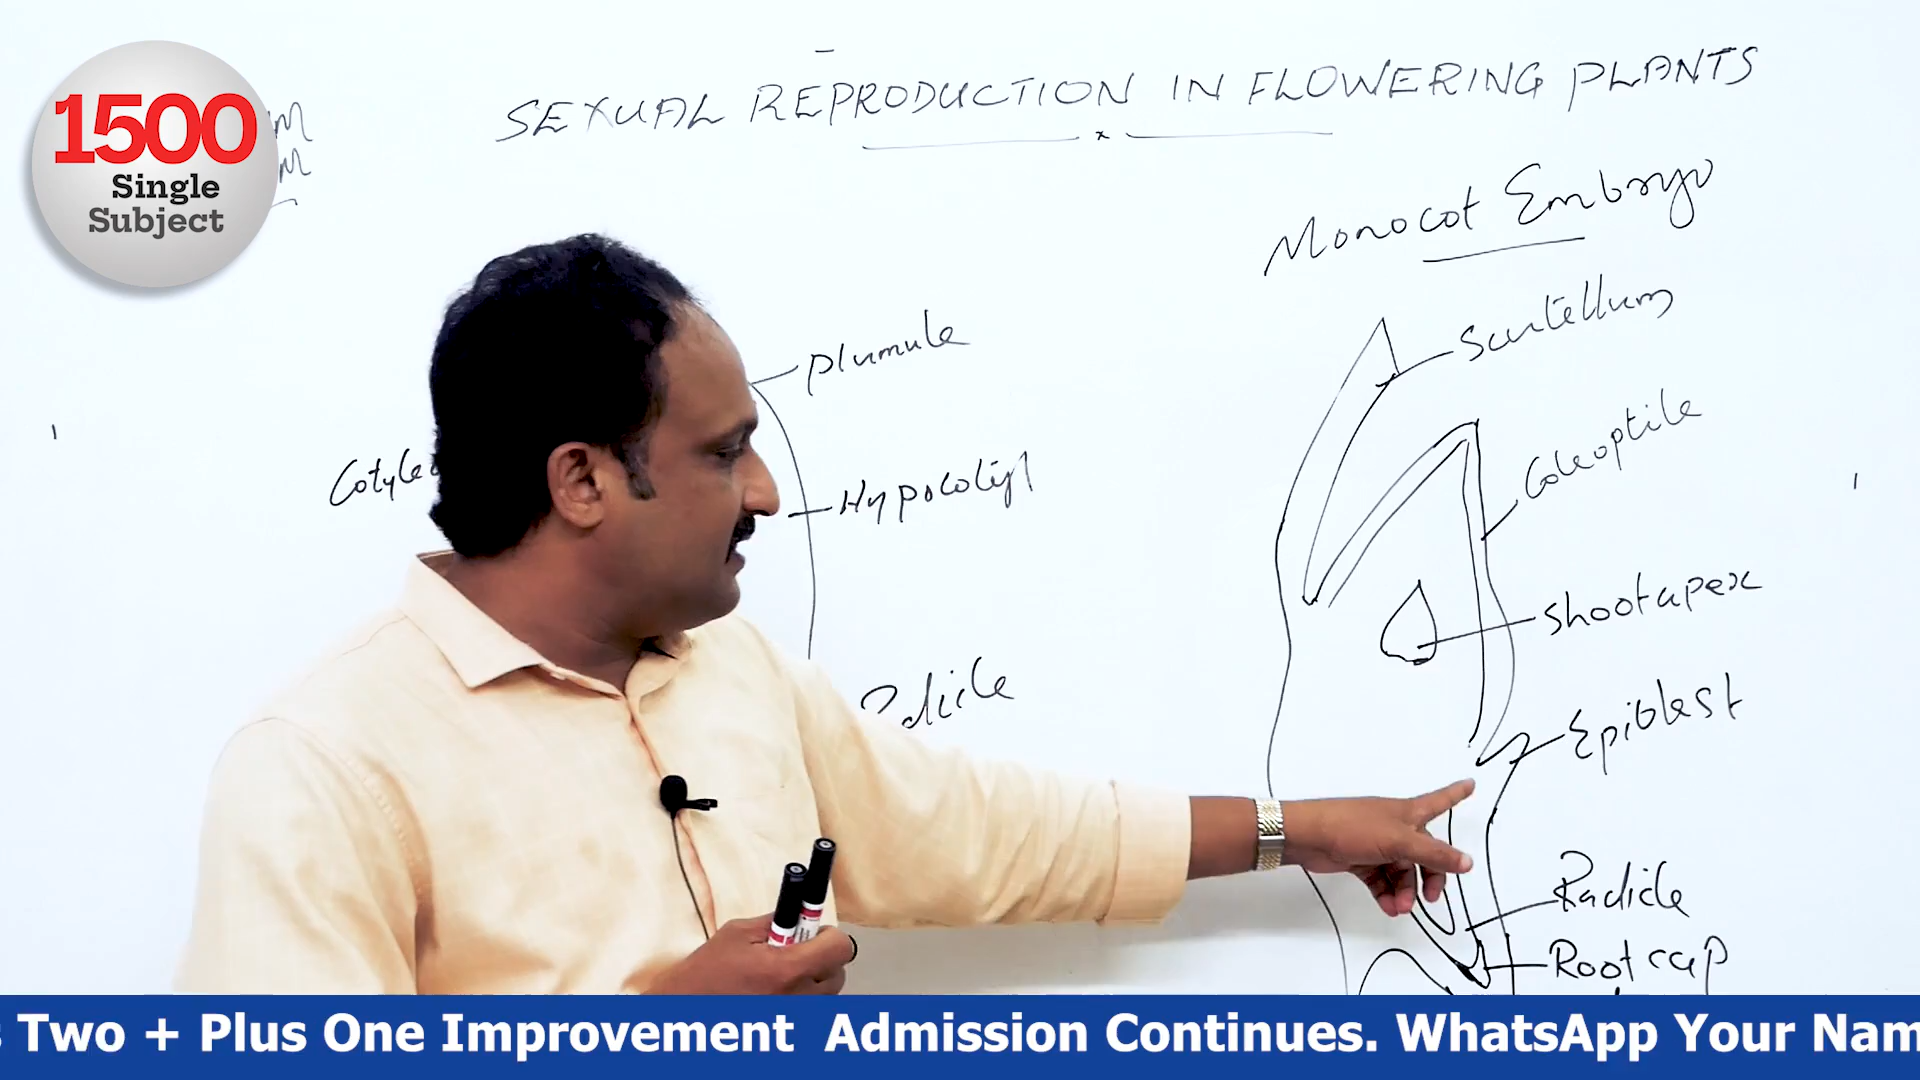 1500
Single
Subject
SEXUAL REPRODUCTION IN FLOWERING PLANTS
Monocot Embryo
Scutellum
plumule
Coleoptile
Hypocotyl
shoot apex
Epiblast
Radicle
Root cap
Two + Plus One Improvement Admission Continues. WhatsApp Your Nam